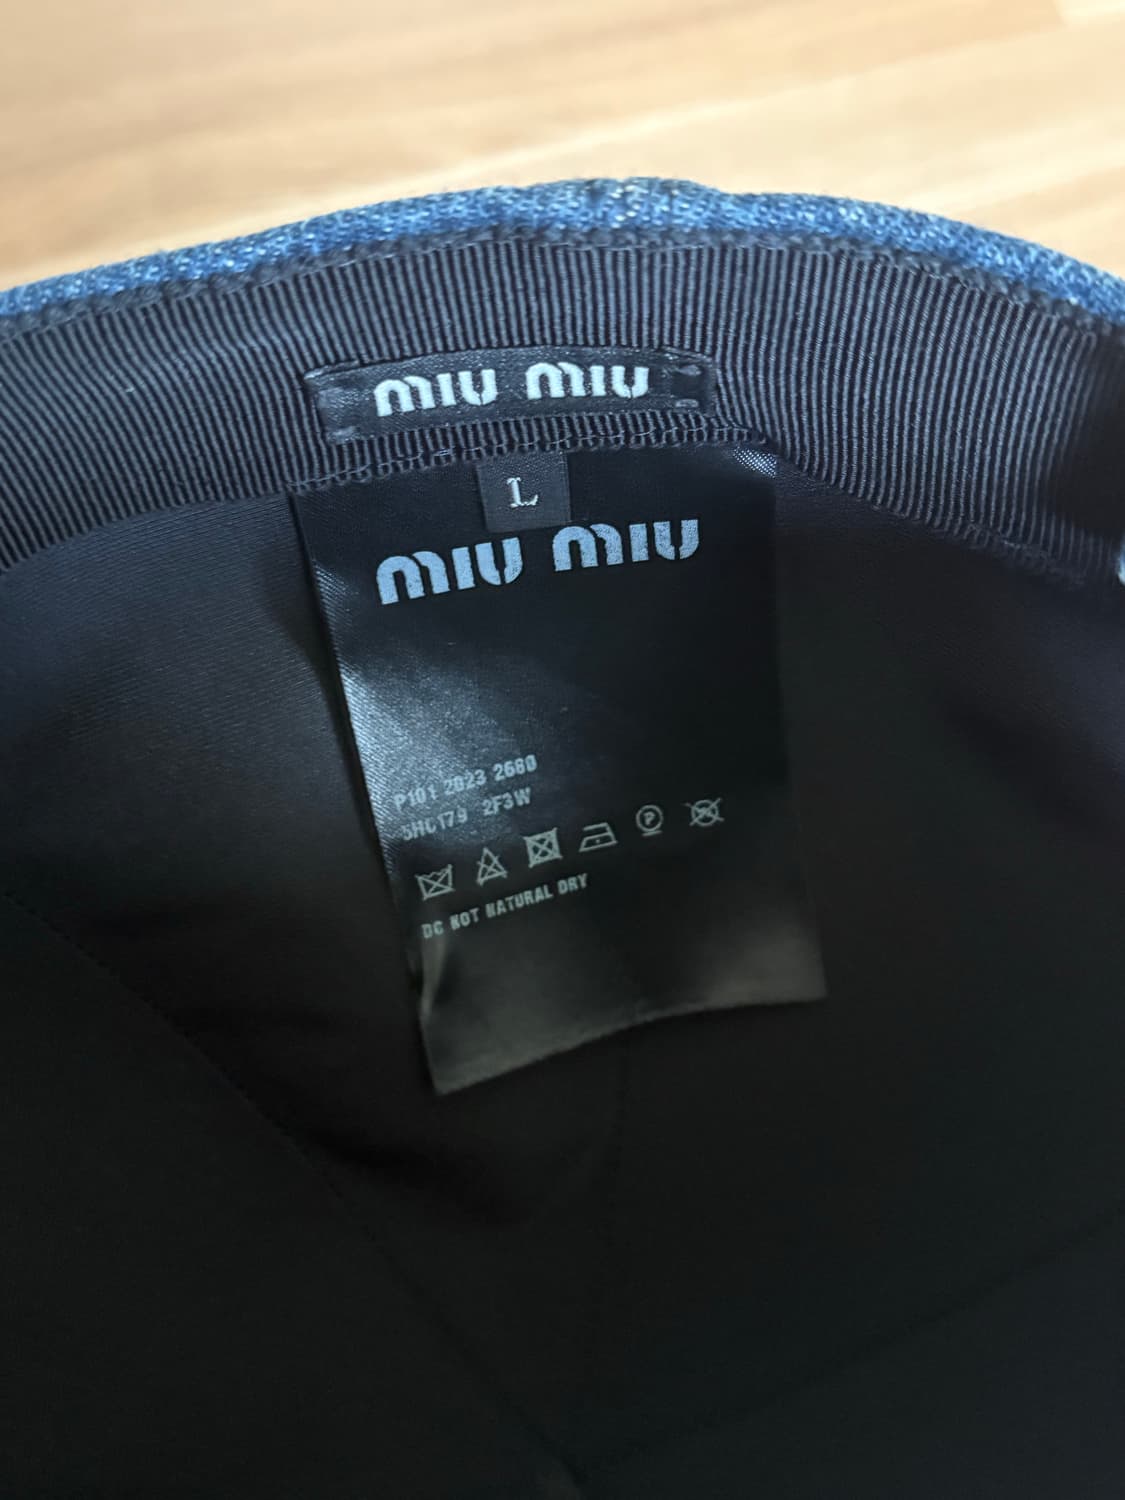 miu miu
L
miu miu
P101 2023 2660
5HC179 2F3W
P
DO NOT NATURAL DRY